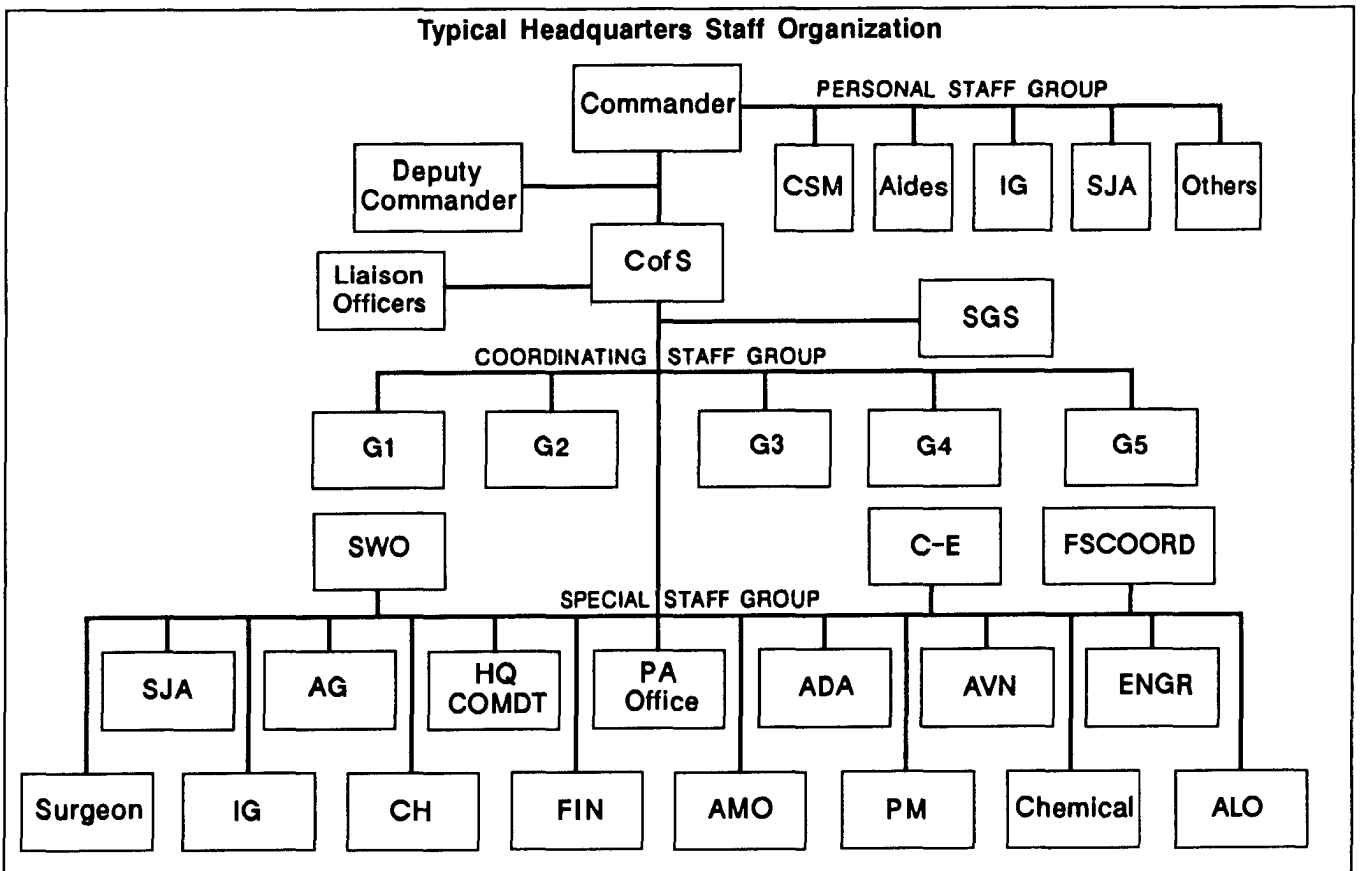 Typical Headquarters Staff Organization
Commander
PERSONAL STAFF GROUP
CSM
Aides
IG
SJA
Others
Deputy
Commander
CofS
Liaison
Officers
SGS
COORDINATING STAFF GROUP
G1
G2
G3
G4
G5
SWO
C-E
FSCOORD
SPECIAL STAFF GROUP
SJA
AG
HQ
COMDT
PA
Office
ADA
AVN
ENGR
Surgeon
IG
CH
FIN
AMO
PM
Chemical
ALO